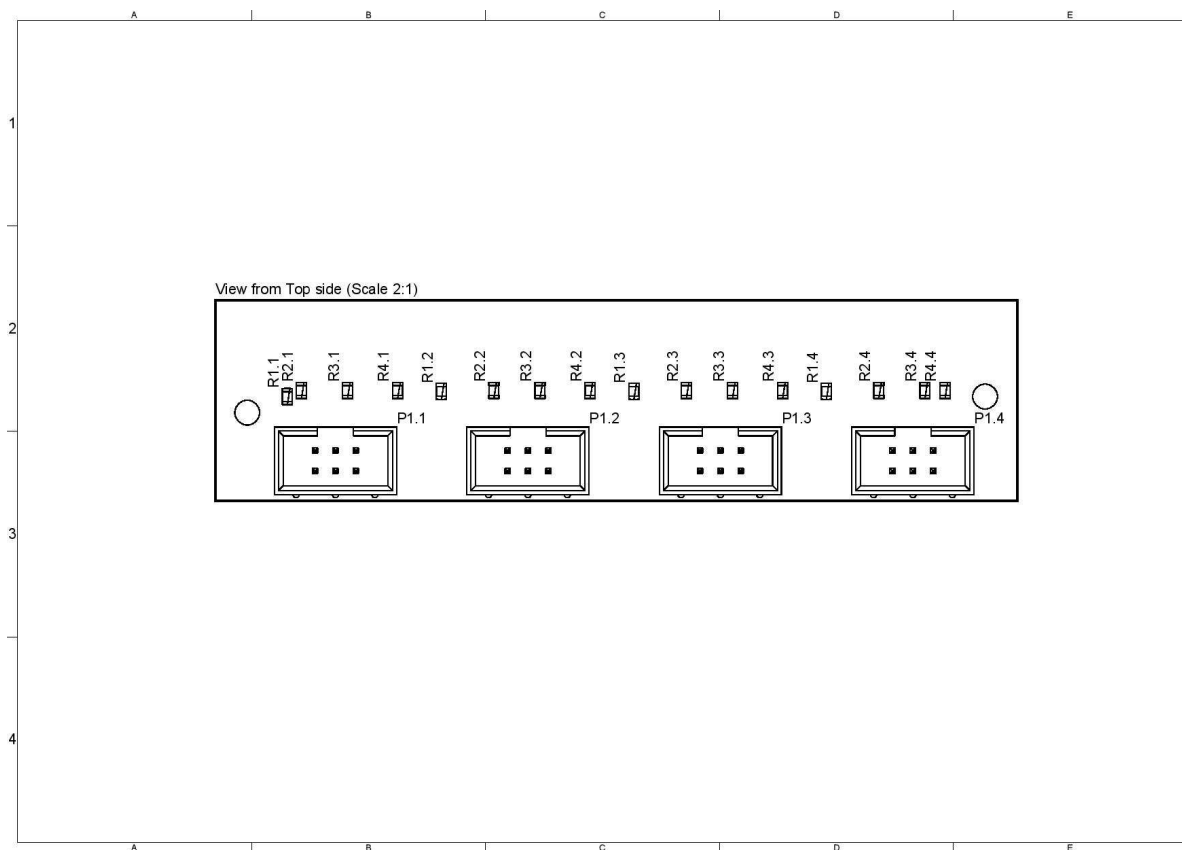 A B C D E
1
View from Top side (Scale 2:1)
2
R1.1 R2.1 R3.1 R4.1 R1.2 R2.2 R3.2 R4.2 R1.3 R2.3 R3.3 R4.3 R1.4 R2.4 R3.4 R4.4
P1.1 P1.2 P1.3 P1.4
3
4
A B C D E